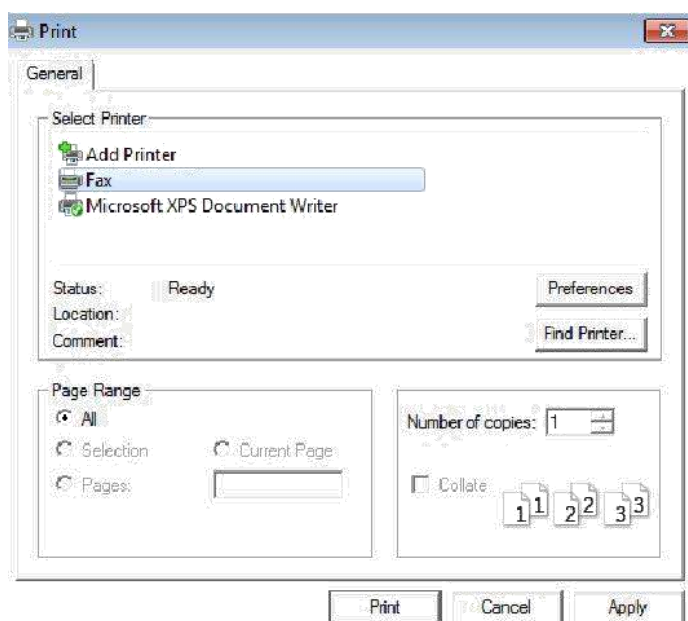 Print
General
Select Printer
Add Printer
Fax
Microsoft XPS Document Writer
Status: Ready Preferences
Location:
Comment: Find Printer...
Page Range
All Number of copies: 1
Selection Current Page
Pages: Collate
1 1 2 2 3 3
Print Cancel Apply